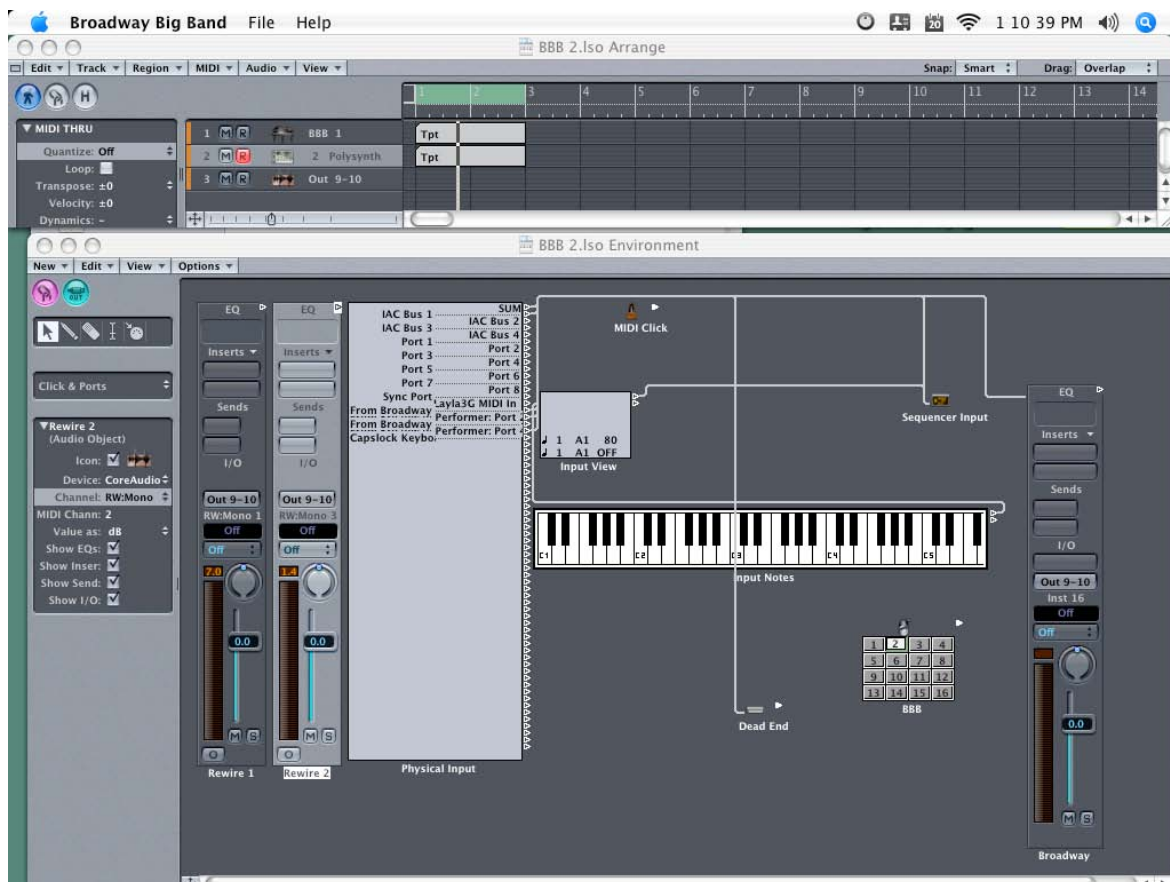 Broadway Big Band File Help 20 1 10 39 PM
BBB 2.lso Arrange
Edit Track Region MIDI Audio View Snap: Smart Drag: Overlap
H 1 2 3 4 5 6 7 8 9 10 11 12 13 14
MIDI THRU
Quantize: Off
Loop:
Transpose: ±0
Velocity: ±0
Dynamics: -
1 M R BBB 1 Tpt
2 M R 2 Polysynth Tpt
3 M R Out 9-10
BBB 2.lso Environment
New Edit View Options
OUT
Click & Ports
Rewire 2
(Audio Object)
Icon:
Device: CoreAudio
Channel: RW:Mono
MIDI Chann: 2
Value as: dB
Show EQs:
Show Inser:
Show Send:
Show I/O:
EQ
Inserts
Sends
I/O
Out 9-10
RW:Mono 1
Off
Off
7.0
0.0
M S
O
Rewire 1
EQ
Inserts
Sends
I/O
Out 9-10
RW:Mono 3
Off
Off
1.4
0.0
M S
O
Rewire 2
SUM
IAC Bus 1
IAC Bus 2
IAC Bus 3
IAC Bus 4
Port 1
Port 2
Port 3
Port 4
Port 5
Port 6
Port 7
Port 8
Sync Port
Layla3G MIDI In
From Broadway
Performer: Port
From Broadway
Performer: Port
Capslock Keybo
Physical Input
MIDI Click
1 A1 80
1 A1 OFF
Input View
Sequencer Input
C1 C2 C3 C4 C5
Input Notes
1 2 3 4
5 6 7 8
9 10 11 12
13 14 15 16
BBB
Dead End
EQ
Inserts
Sends
I/O
Out 9-10
Inst 16
Off
Off
0.0
M S
Broadway